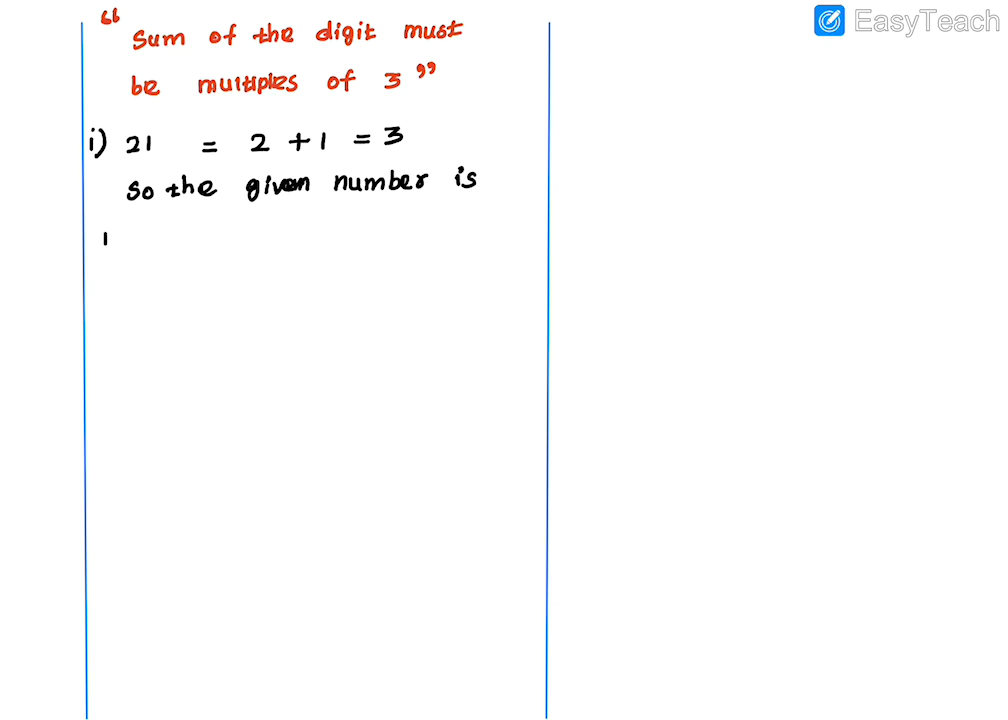 EasyTeach
"Sum of the digit must
be multiples of 3"
i) 21 = 2 + 1 = 3
So the given number is